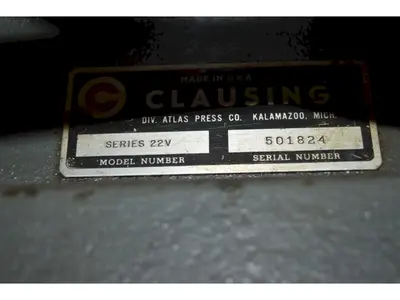 MADE IN U.S.A.
C CLAUSING
DIV. ATLAS PRESS CO. KALAMAZOO, MICH.
SERIES 22V 501824
MODEL NUMBER SERIAL NUMBER